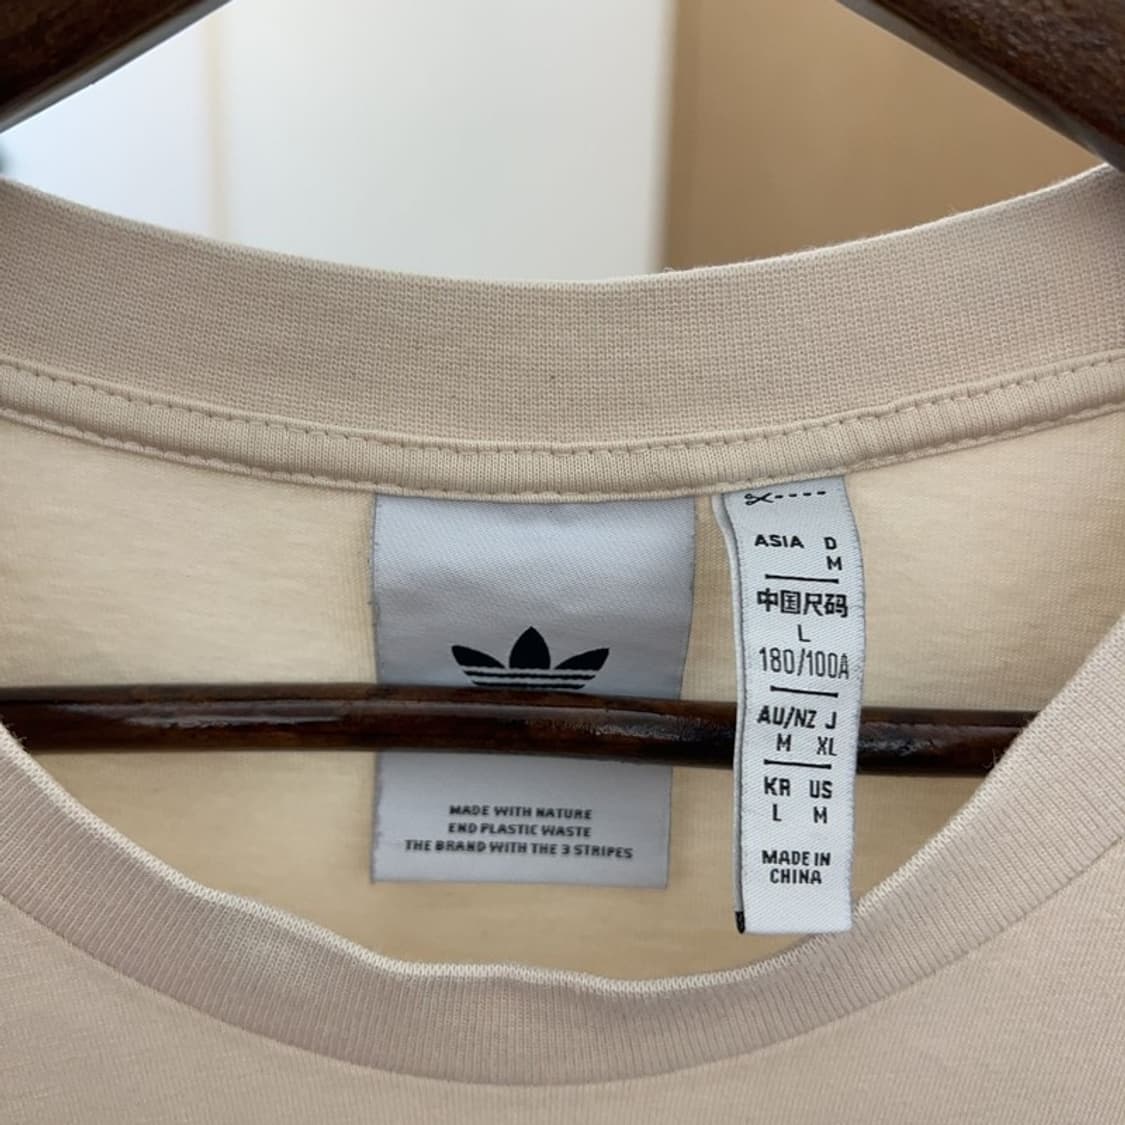 MADE WITH NATURE
END PLASTIC WASTE
THE BRAND WITH THE 3 STRIPES
ASIA D
M
中国尺码
L
180/100A
AU/NZ J
M XL
KR US
L M
MADE IN
CHINA